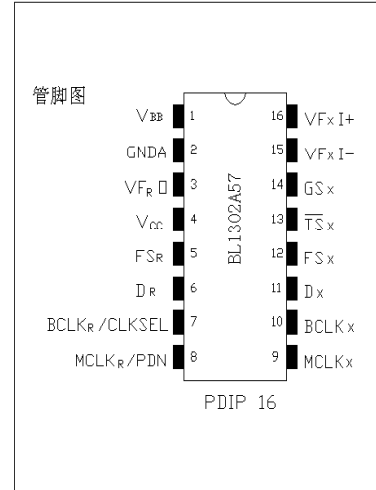 管脚图
VBB 1 16 VFxI+
GNDA 2 15 VFxI-
VFRO 3 14 GSx
VCC 4 13 T̅S̅x
FSR 5 12 FSx
DR 6 11 Dx
BCLKR/CLKSEL 7 10 BCLKx
MCLKR/PDN 8 9 MCLKx
BL1302A57
PDIP 16